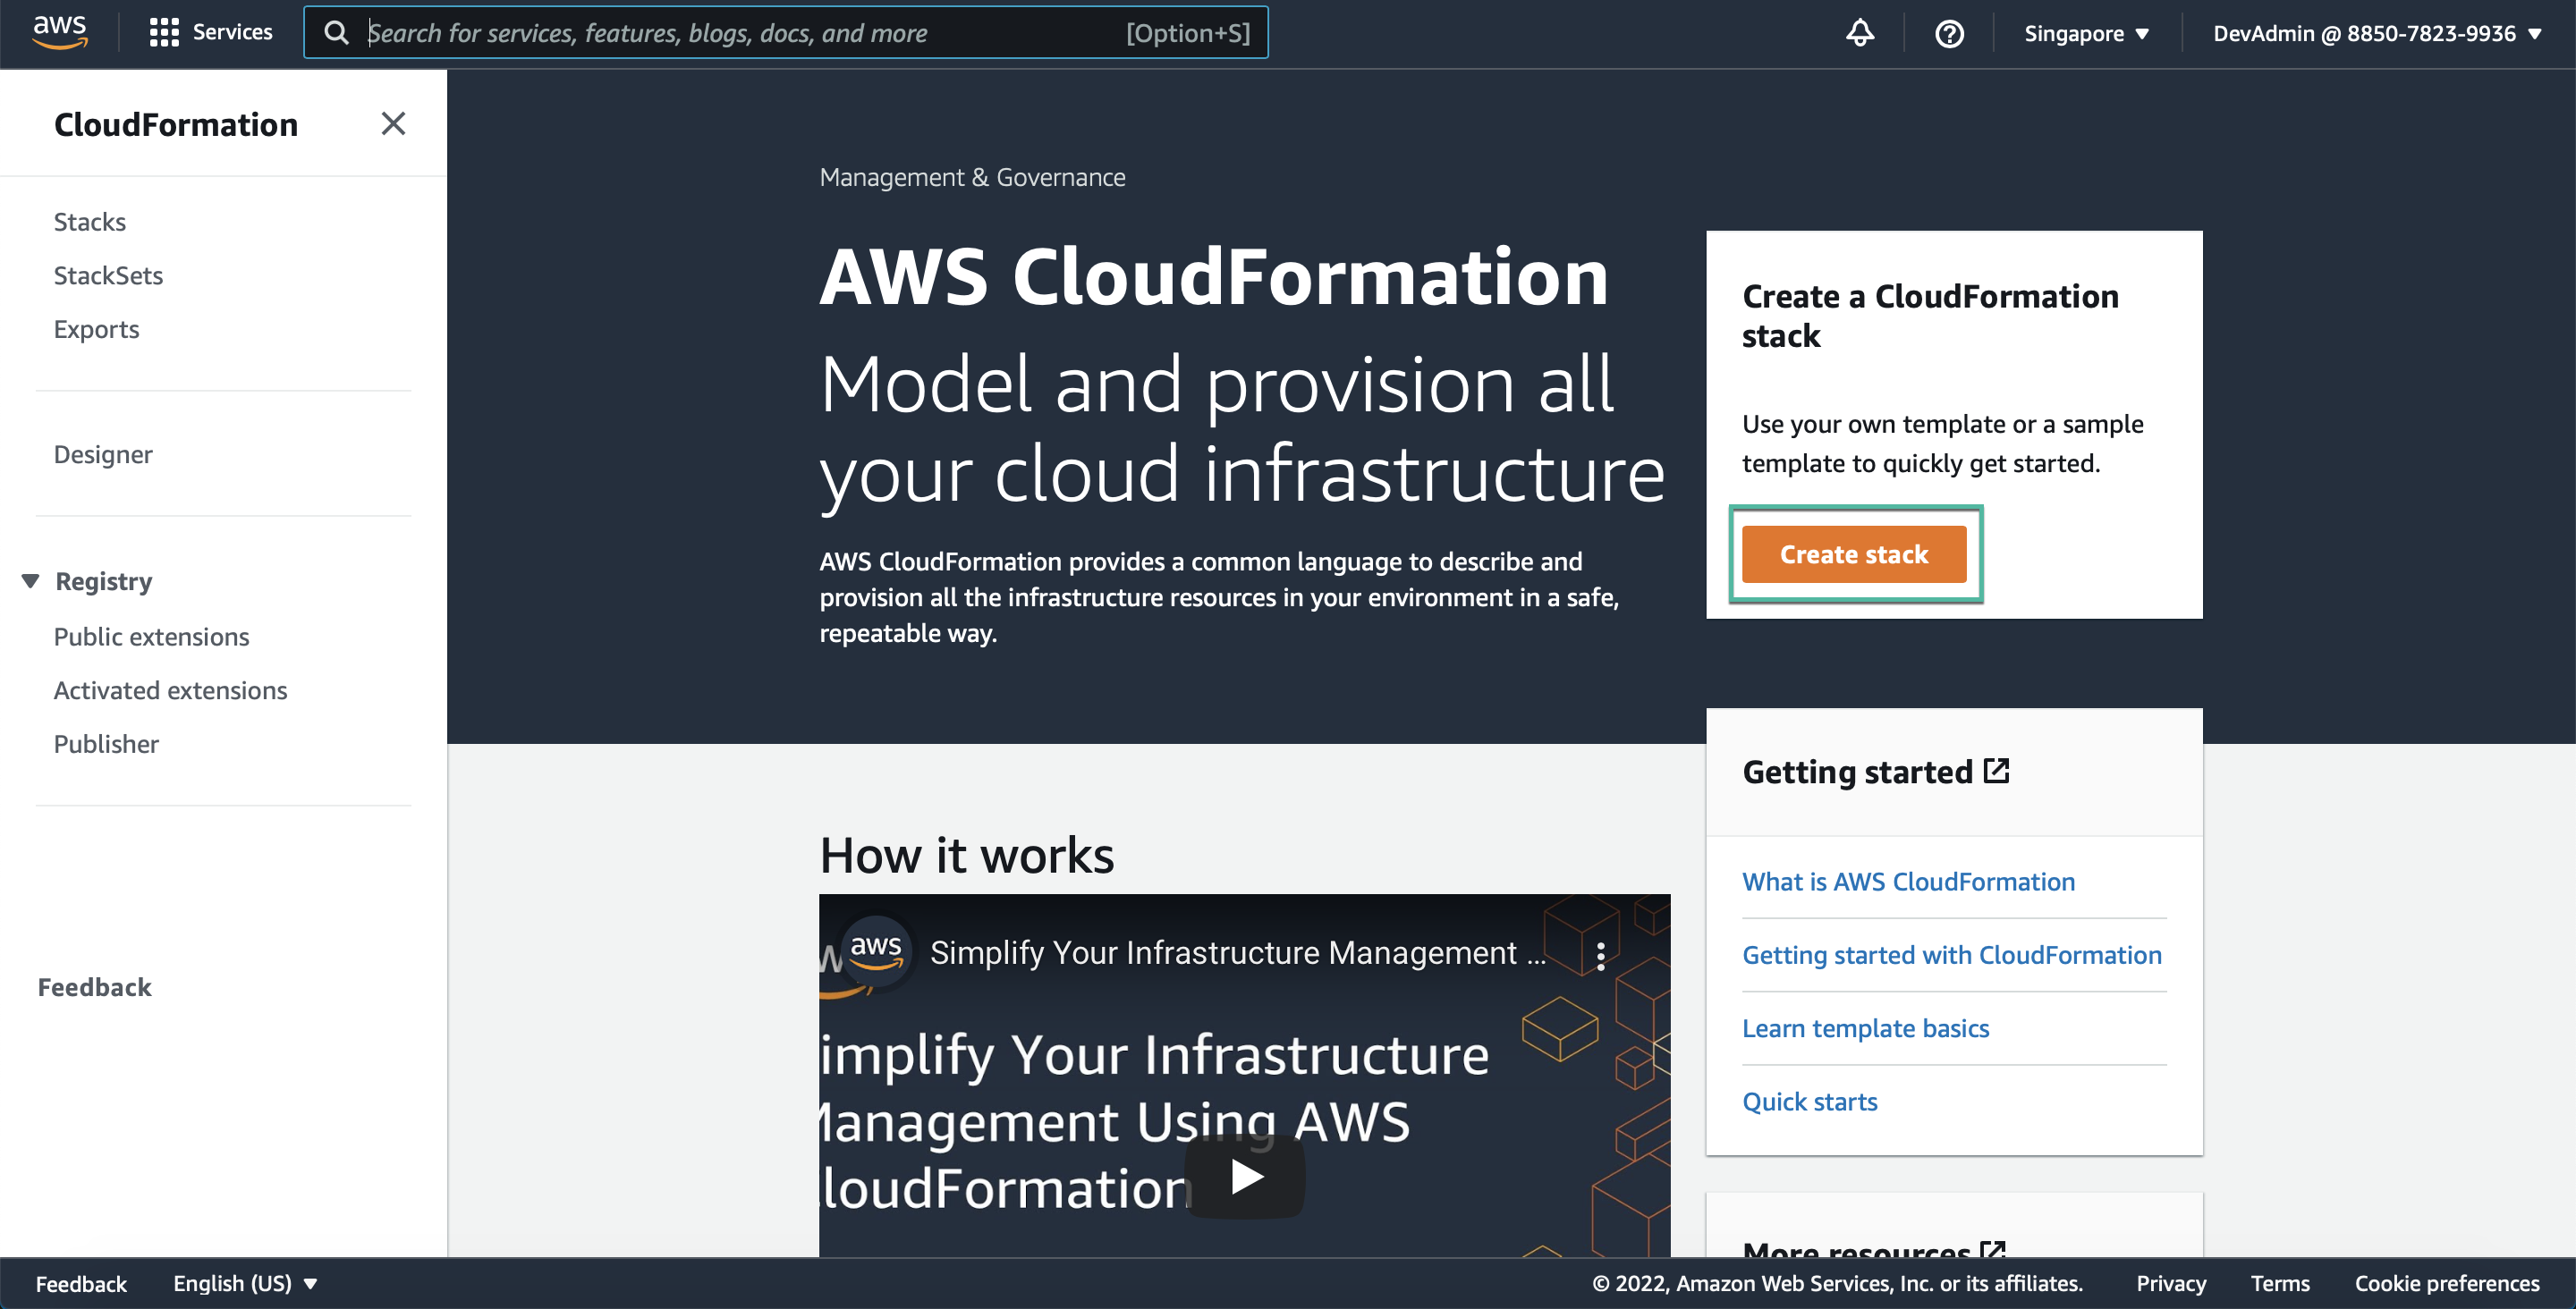 aws
Services
Search for services, features, blogs, docs, and more
[Option+S]
Singapore
DevAdmin @ 8850-7823-9936
CloudFormation
Stacks
StackSets
Exports
Designer
Registry
Public extensions
Activated extensions
Publisher
Feedback
Management & Governance
AWS CloudFormation
Model and provision all
your cloud infrastructure
AWS CloudFormation provides a common language to describe and
provision all the infrastructure resources in your environment in a safe,
repeatable way.
Create a CloudFormation
stack
Use your own template or a sample
template to quickly get started.
Create stack
Getting started
What is AWS CloudFormation
Getting started with CloudFormation
Learn template basics
Quick starts
More resources
How it works
aws
Simplify Your Infrastructure Management ...
implify Your Infrastructure
Management Using AWS
CloudFormation
Feedback
English (US)
© 2022, Amazon Web Services, Inc. or its affiliates.
Privacy
Terms
Cookie preferences